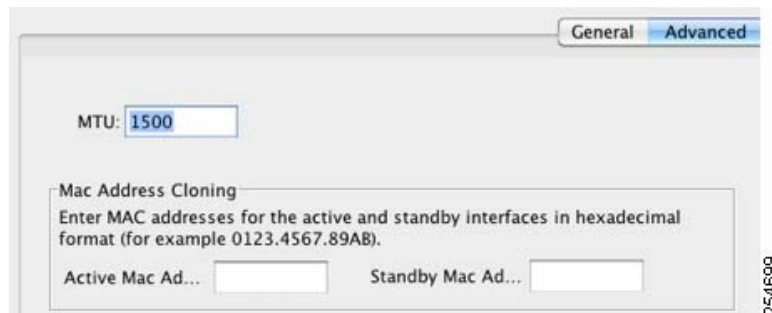 General Advanced
MTU: 1500
Mac Address Cloning
Enter MAC addresses for the active and standby interfaces in hexadecimal
format (for example 0123.4567.89AB).
Active Mac Ad... Standby Mac Ad...
254699